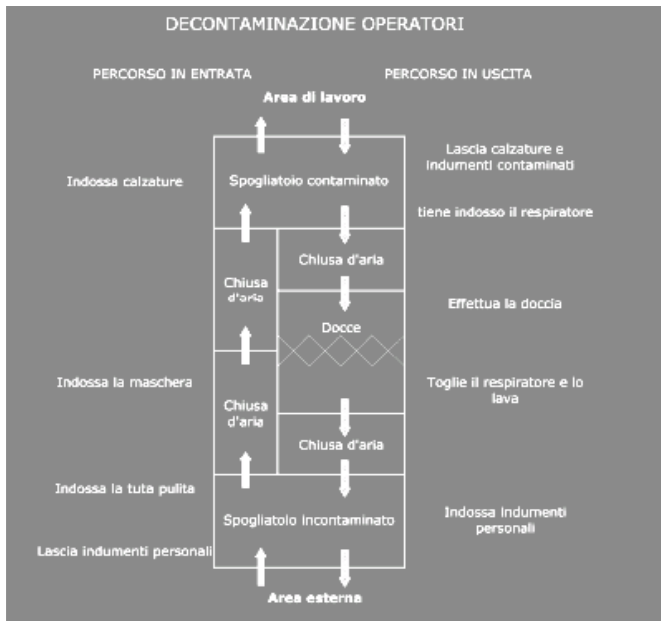 DECONTAMINAZIONE OPERATORI
PERCORSO IN ENTRATA
PERCORSO IN USCITA
Area di lavoro
Lascia calzature e
indumenti contaminati
Indossa calzature
Spogliatoio contaminato
tiene indosso il respiratore
Chiusa d'aria
Chiusa
d'aria
Effettua la doccia
Docce
Indossa la maschera
Toglie il respiratore e lo
lava
Chiusa
d'aria
Chiusa d'aria
Indossa la tuta pulita
Spogliatoio incontaminato
Indossa indumenti
personali
Lascia indumenti personali
Area esterna